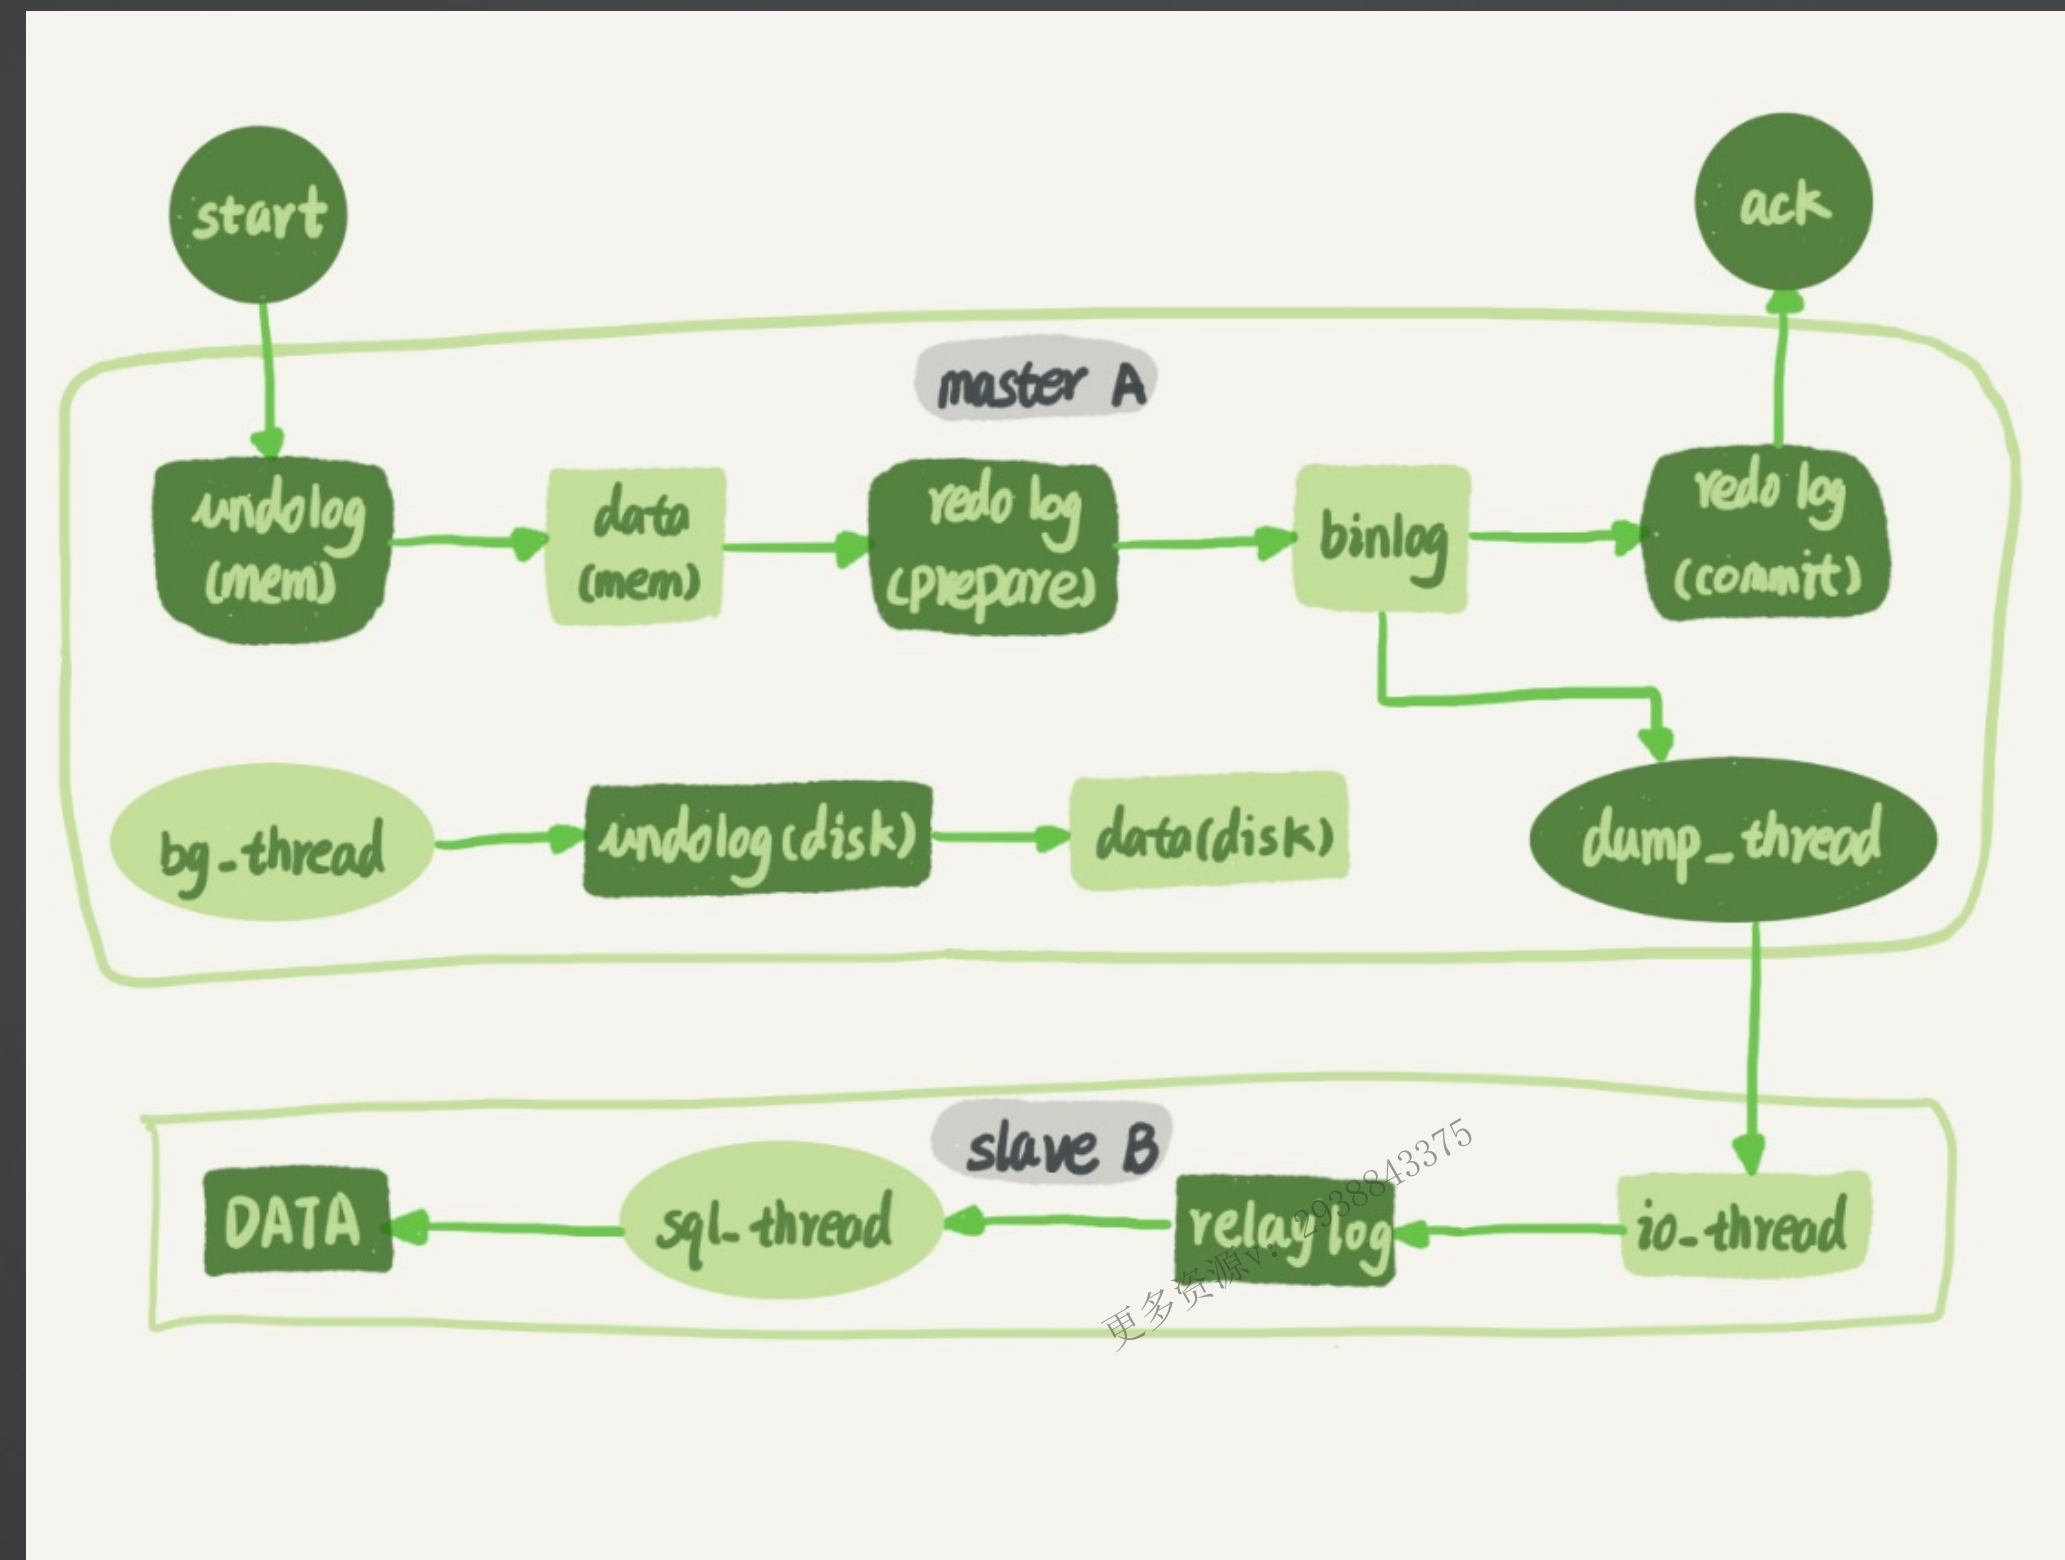 start
ack
master A
undolog
(mem)
data
(mem)
redo log
(prepare)
binlog
redo log
(commit)
bg_thread
undolog(disk)
data(disk)
dump_thread
slave B
DATA
sql_thread
relay log
io_thread
更多资源v：2938843375